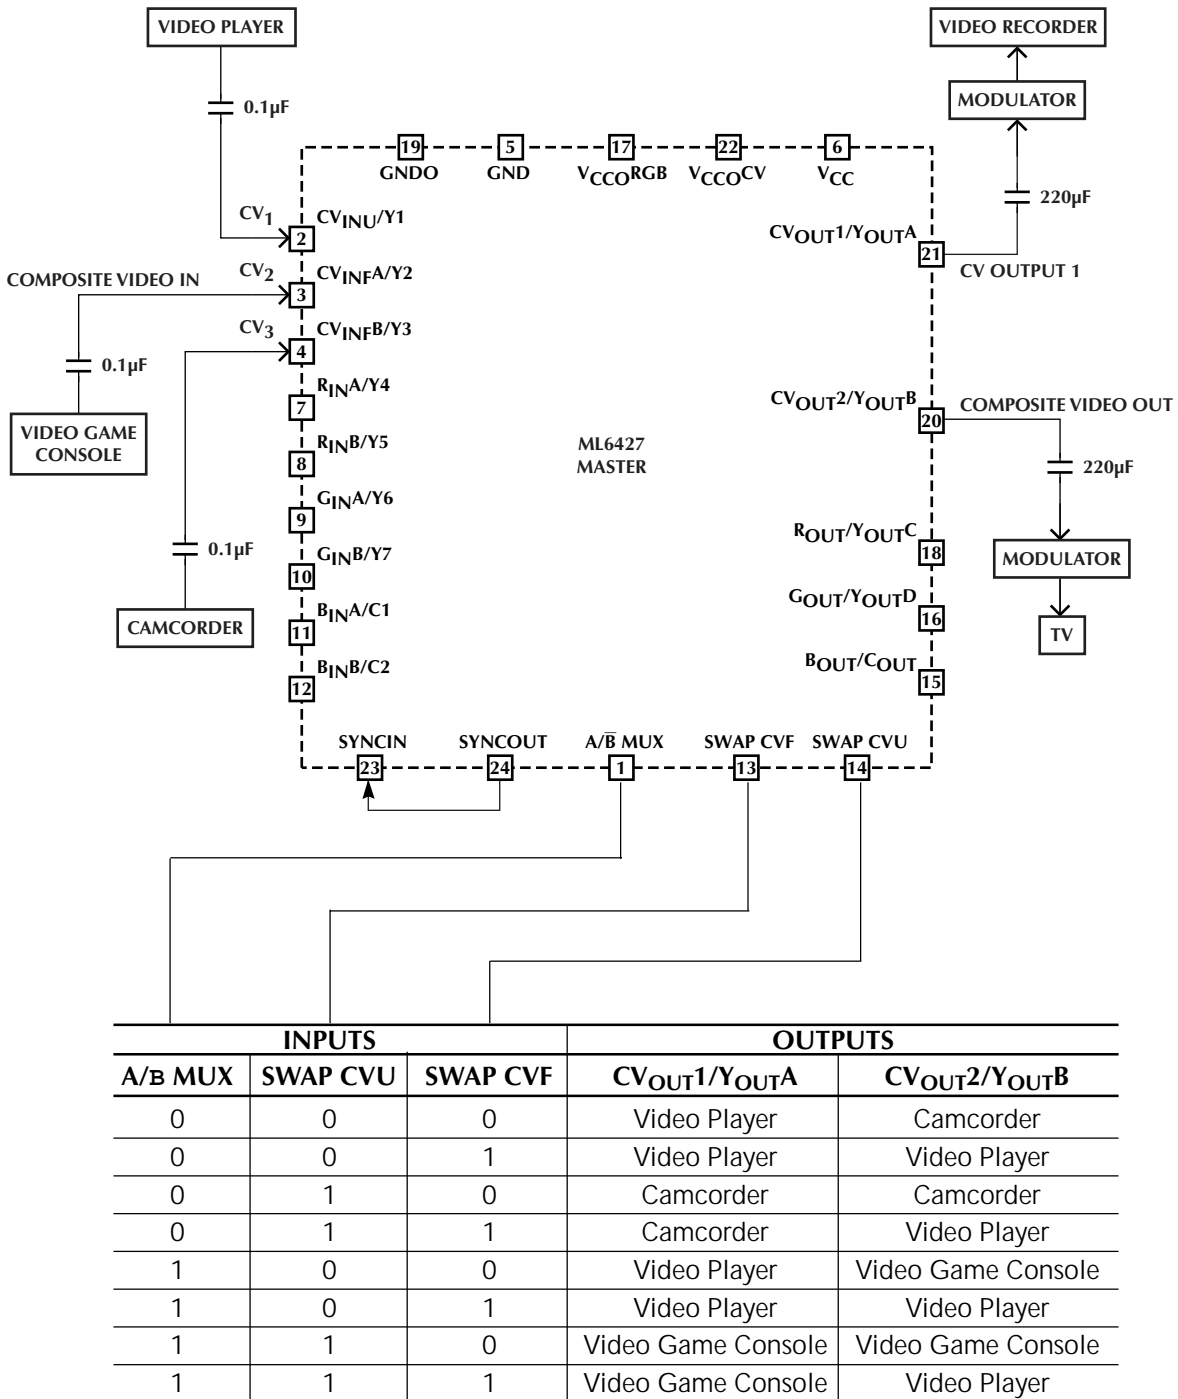 VIDEO PLAYER
VIDEO RECORDER
0.1µF
MODULATOR
19 5 17 22 6
GNDO GND VCCORGB VCCOCV VCC
220µF
CV1 CVINU/Y1
2
CVOUT1/YOUTA
21
CV OUTPUT 1
COMPOSITE VIDEO IN CV2 CVINFA/Y2
3
CV3 CVINFB/Y3
4
0.1µF
RINA/Y4
7
CVOUT2/YOUTB
20
COMPOSITE VIDEO OUT
VIDEO GAME
CONSOLE
RINB/Y5
8
ML6427
MASTER
220µF
GINA/Y6
9
0.1µF
GINB/Y7
10
ROUT/YOUTC
18
MODULATOR
BINA/C1
11
GOUT/YOUTD
16
CAMCORDER
TV
BINB/C2
12
BOUT/COUT
15
SYNCIN SYNCOUT A/B̅ MUX SWAP CVF SWAP CVU
23 24 1 13 14
INPUTS OUTPUTS
A/B MUX SWAP CVU SWAP CVF CVOUT1/YOUTA CVOUT2/YOUTB
0 0 0 Video Player Camcorder
0 0 1 Video Player Video Player
0 1 0 Camcorder Camcorder
0 1 1 Camcorder Video Player
1 0 0 Video Player Video Game Console
1 0 1 Video Player Video Player
1 1 0 Video Game Console Video Game Console
1 1 1 Video Game Console Video Player